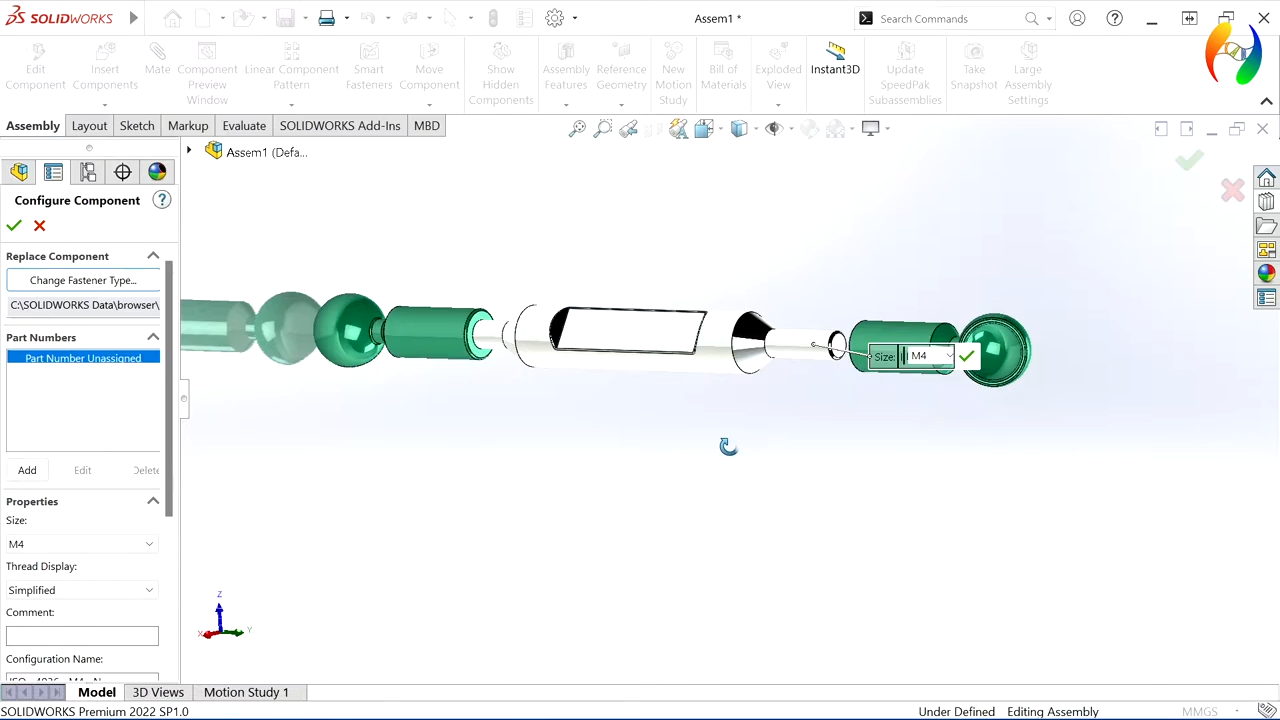 SOLIDWORKS
Assem1 *
Search Commands
Edit Component
Insert Components
Mate
Component Preview Window
Linear Component Pattern
Smart Fasteners
Move Component
Show Hidden Components
Assembly Features
Reference Geometry
New Motion Study
Bill of Materials
Exploded View
Instant3D
Update SpeedPak Subassemblies
Take Snapshot
Large Assembly Settings
Assembly
Layout
Sketch
Markup
Evaluate
SOLIDWORKS Add-Ins
MBD
Assem1 (Defa...
Configure Component
Replace Component
Change Fastener Type...
C:\SOLIDWORKS Data\browser\
Part Numbers
Part Number Unassigned
Add
Edit
Delete
Properties
Size:
M4
Thread Display:
Simplified
Comment:
Configuration Name:
Size:
M4
Z
X
Y
Model
3D Views
Motion Study 1
SOLIDWORKS Premium 2022 SP1.0
Under Defined
Editing Assembly
MMGS